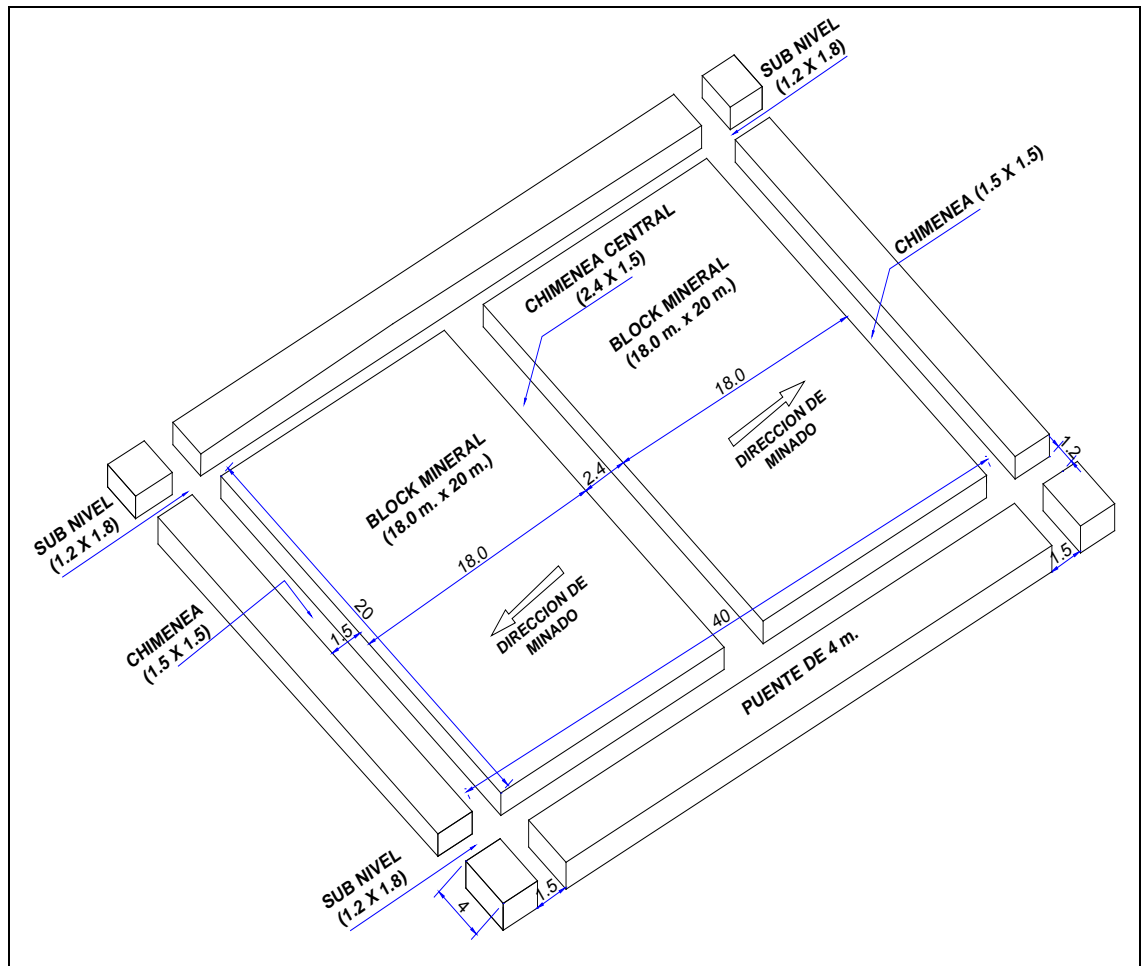 SUB NIVEL
(1.2 X 1.8)
CHIMENEA (1.5 X 1.5)
CHIMENEA CENTRAL
(2.4 X 1.5)
BLOCK MINERAL
(18.0 m. x 20 m.)
18.0
DIRECCION DE
MINADO
2.4
BLOCK MINERAL
(18.0 m. x 20 m.)
18.0
DIRECCION DE
MINADO
1.2
1.5
SUB NIVEL
(1.2 X 1.8)
CHIMENEA
(1.5 X 1.5)
20
1.5
40
PUENTE DE 4 m.
SUB NIVEL
(1.2 X 1.8)
4
1.5